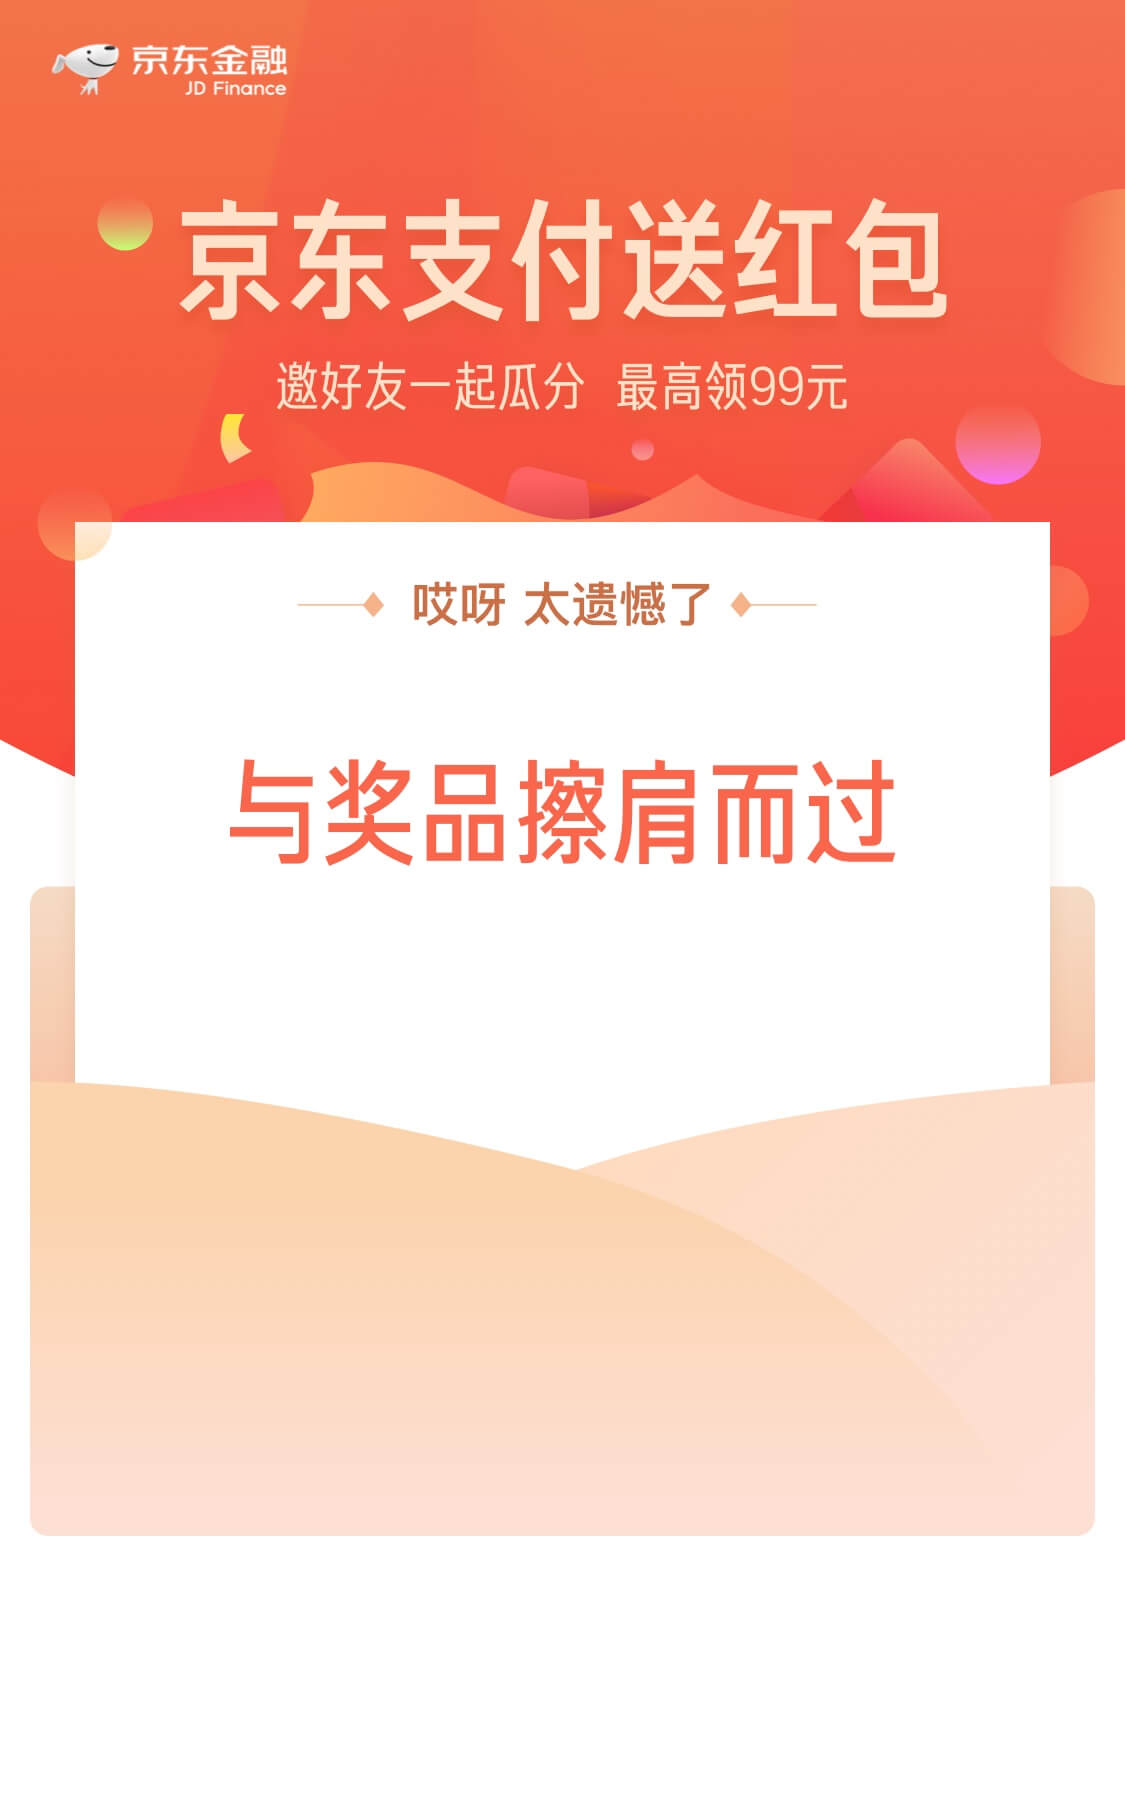 京东金融
JD Finance
京东支付送红包
邀好友一起瓜分 最高领99元
哎呀 太遗憾了
与奖品擦肩而过